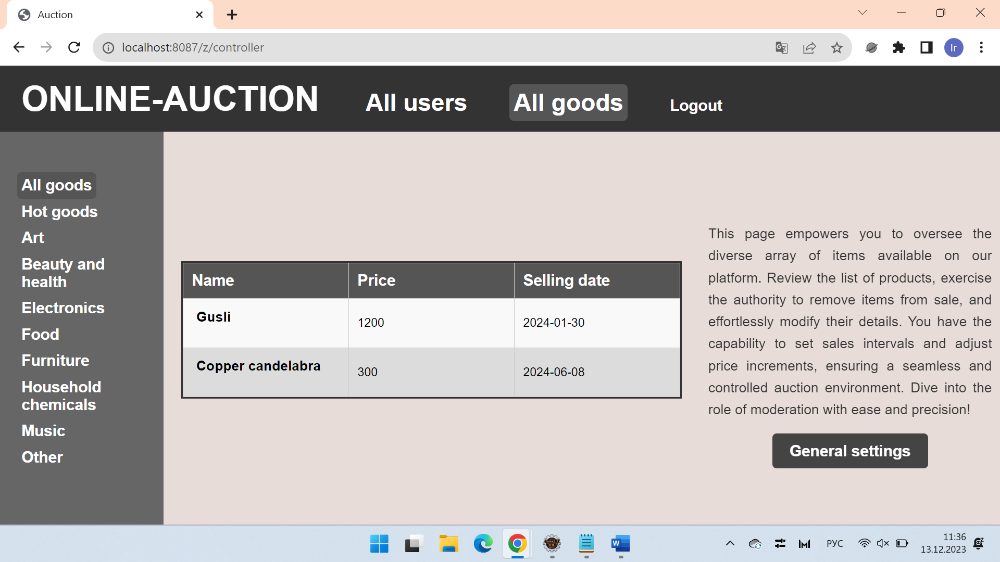 Auction
localhost:8087/z/controller
Ir
ONLINE-AUCTION
All users
All goods
Logout
All goods
Hot goods
Art
Beauty and
health
Electronics
Food
Furniture
Household
chemicals
Music
Other
Name Price Selling date
Gusli 1200 2024-01-30
Copper candelabra 300 2024-06-08
This page empowers you to oversee the
diverse array of items available on our
platform. Review the list of products, exercise
the authority to remove items from sale, and
effortlessly modify their details. You have the
capability to set sales intervals and adjust
price increments, ensuring a seamless and
controlled auction environment. Dive into the
role of moderation with ease and precision!
General settings
W
РУС
11:36
13.12.2023